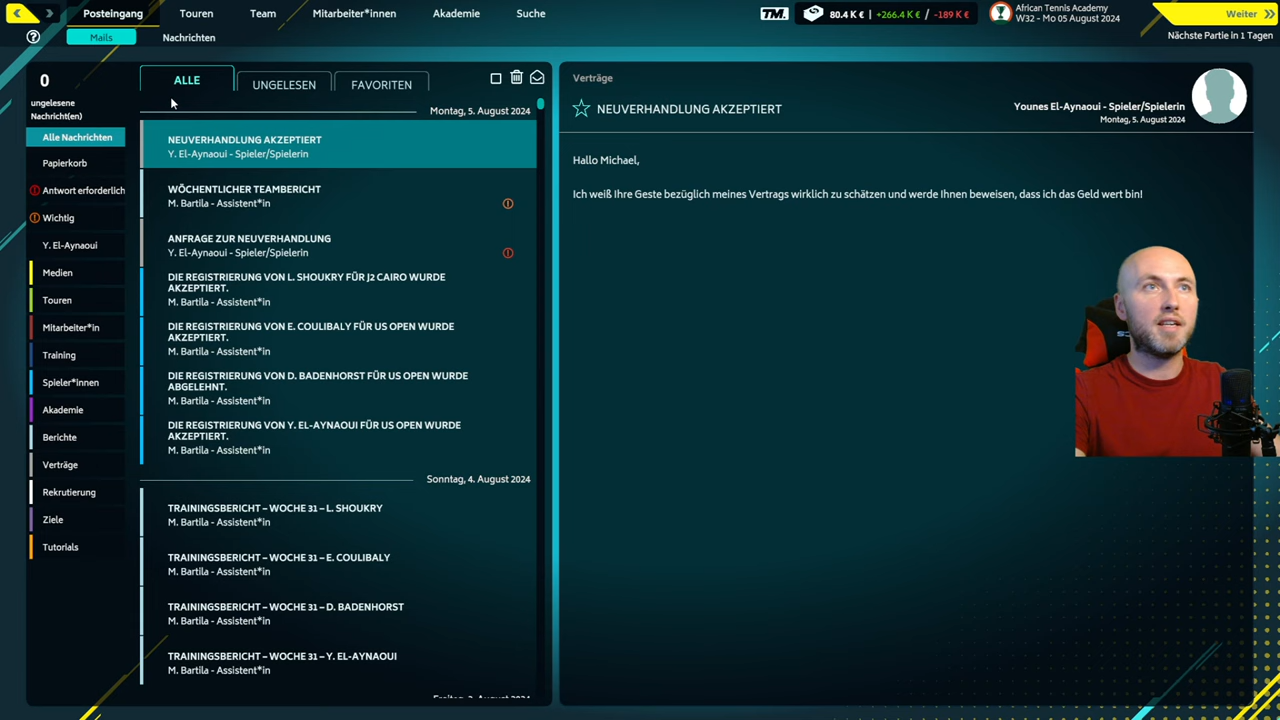 Posteingang
Touren
Team
Mitarbeiter*innen
Akademie
Suche
TM.
80.4 K € | +266.4 K € / -189 K €
African Tennis Academy
W32 - Mo 05 August 2024
Weiter
Nächste Partie in 1 Tagen
Mails
Nachrichten
0
ungelesene
Nachricht(en)
Alle Nachrichten
Papierkorb
Antwort erforderlich
Wichtig
Y. El-Aynaoui
Medien
Touren
Mitarbeiter*in
Training
Spieler*innen
Akademie
Berichte
Verträge
Rekrutierung
Ziele
Tutorials
ALLE
UNGELESEN
FAVORITEN
Montag, 5. August 2024
NEUVERHANDLUNG AKZEPTIERT
Y. El-Aynaoui - Spieler/Spielerin
WÖCHENTLICHER TEAMBERICHT
M. Bartila - Assistent*in
ANFRAGE ZUR NEUVERHANDLUNG
Y. El-Aynaoui - Spieler/Spielerin
DIE REGISTRIERUNG VON L. SHOUKRY FÜR J2 CAIRO WURDE
AKZEPTIERT.
M. Bartila - Assistent*in
DIE REGISTRIERUNG VON E. COULIBALY FÜR US OPEN WURDE
AKZEPTIERT.
M. Bartila - Assistent*in
DIE REGISTRIERUNG VON D. BADENHORST FÜR US OPEN WURDE
ABGELEHNT.
M. Bartila - Assistent*in
DIE REGISTRIERUNG VON Y. EL-AYNAOUI FÜR US OPEN WURDE
AKZEPTIERT.
M. Bartila - Assistent*in
Sonntag, 4. August 2024
TRAININGSBERICHT – WOCHE 31 – L. SHOUKRY
M. Bartila - Assistent*in
TRAININGSBERICHT – WOCHE 31 – E. COULIBALY
M. Bartila - Assistent*in
TRAININGSBERICHT – WOCHE 31 – D. BADENHORST
M. Bartila - Assistent*in
TRAININGSBERICHT – WOCHE 31 – Y. EL-AYNAOUI
M. Bartila - Assistent*in
Verträge
NEUVERHANDLUNG AKZEPTIERT
Younes El-Aynaoui - Spieler/Spielerin
Montag, 5. August 2024
Hallo Michael,
Ich weiß Ihre Geste bezüglich meines Vertrags wirklich zu schätzen und werde Ihnen beweisen, dass ich das Geld wert bin!